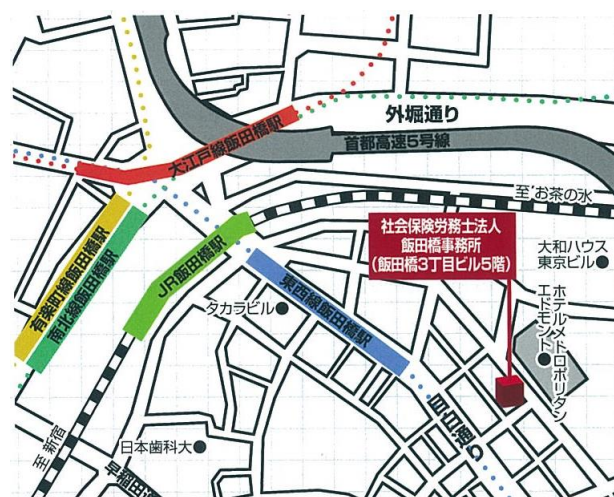 外堀通り
首都高速5号線
大江戸線飯田橋駅
至 お茶の水
社会保険労務士法人
飯田橋事務所
(飯田橋3丁目ビル5階)
大和ハウス
東京ビル
有楽町線飯田橋駅
南北線飯田橋駅
JR飯田橋駅
東西線飯田橋駅
タカラビル
ホテルメトロポリタン
エドモント
目白通り
至 新宿
日本歯科大